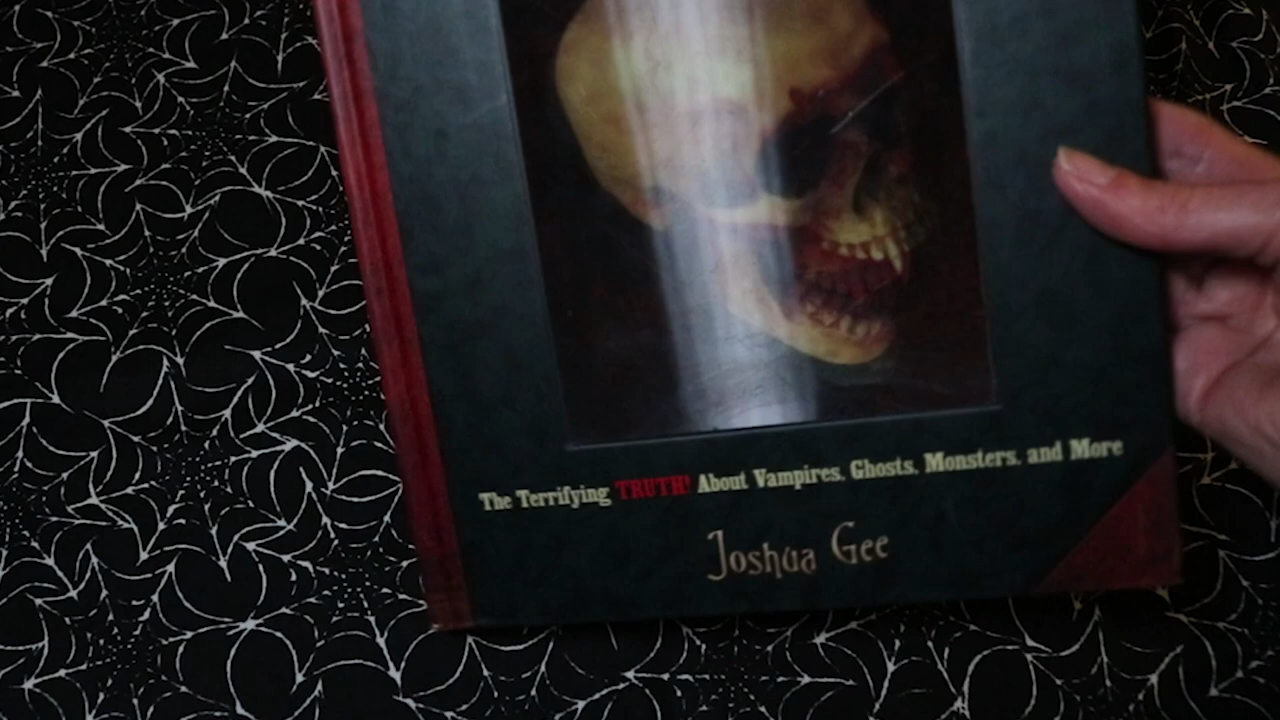 The Terrifying TRUTH! About Vampires, Ghosts, Monsters, and More
Joshua Gee